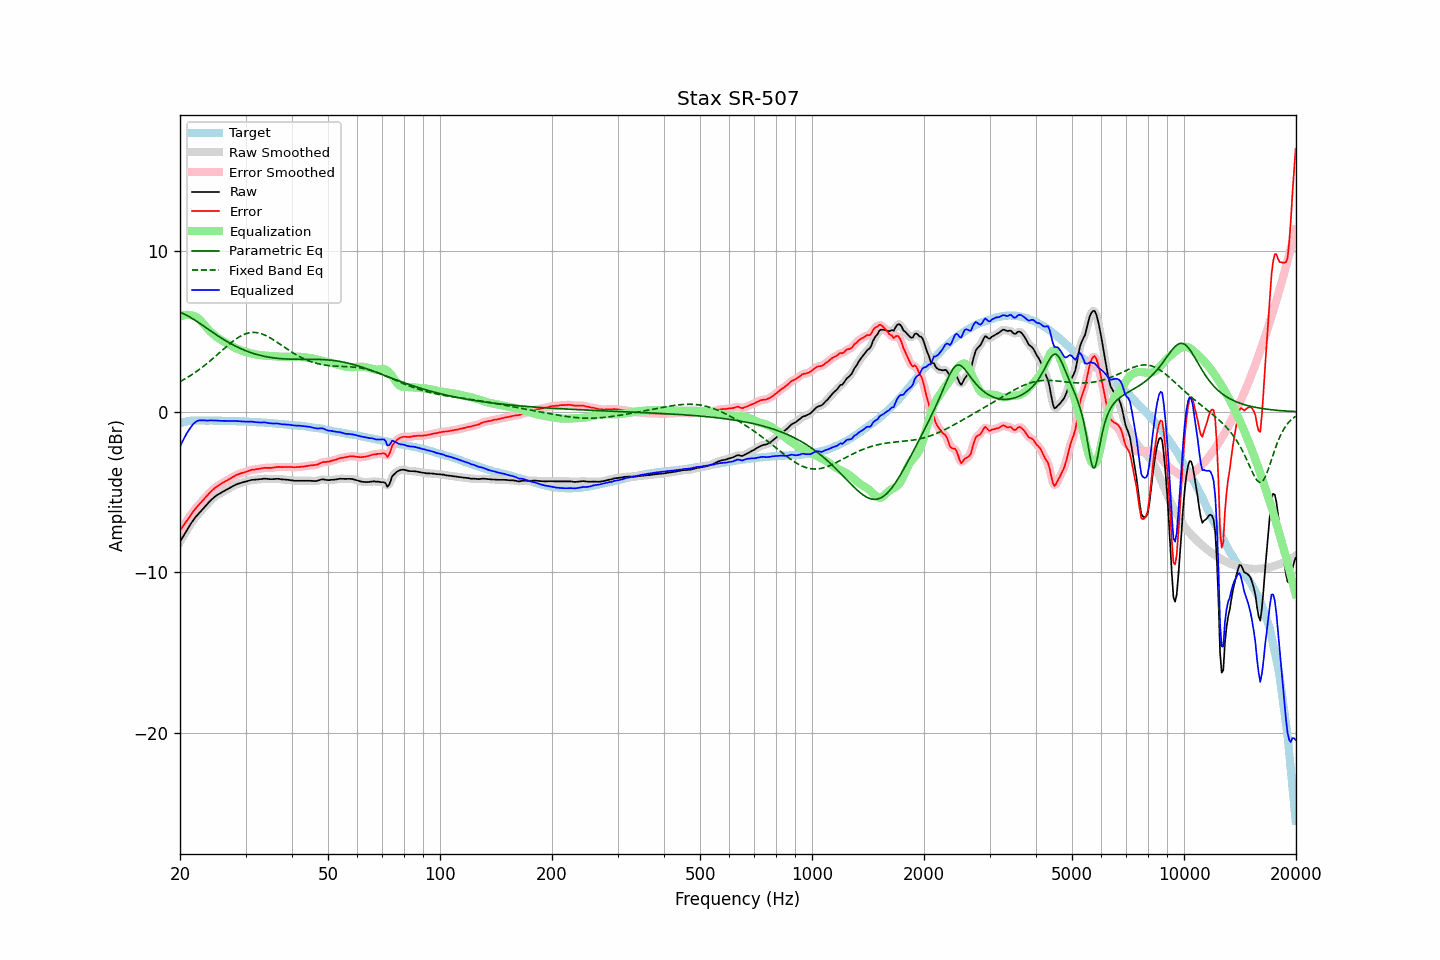 Stax SR-507
Target
Raw Smoothed
Error Smoothed
Raw
Error
Equalization
Parametric Eq
Fixed Band Eq
Equalized
10
0
−10
−20
Amplitude (dBr)
20 50 100 200 500 1000 2000 5000 10000 20000
Frequency (Hz)